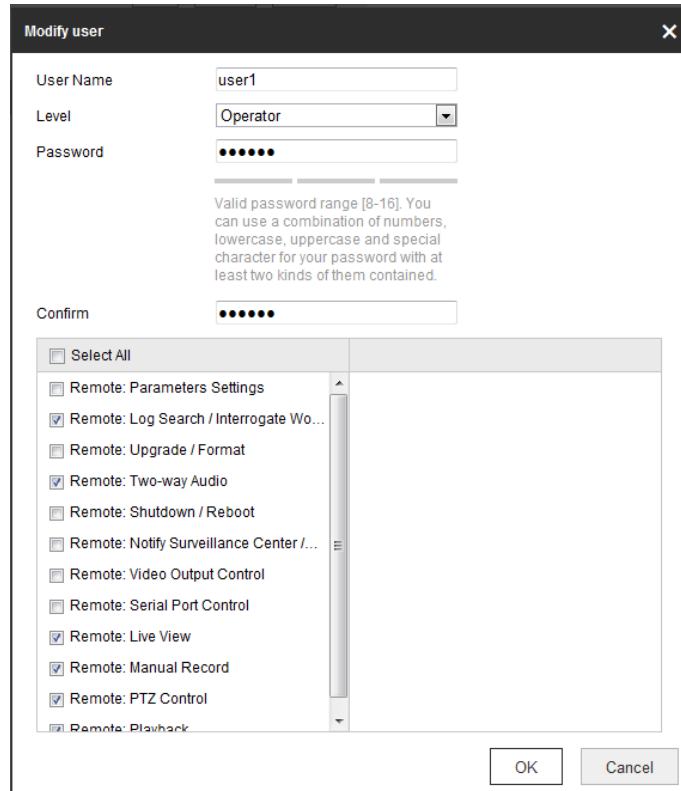 Modify user
User Name user1
Level Operator
Password ●●●●●●
Valid password range [8-16]. You
can use a combination of numbers,
lowercase, uppercase and special
character for your password with at
least two kinds of them contained.
Confirm ●●●●●●
Select All
Remote: Parameters Settings
Remote: Log Search / Interrogate Wo...
Remote: Upgrade / Format
Remote: Two-way Audio
Remote: Shutdown / Reboot
Remote: Notify Surveillance Center /...
Remote: Video Output Control
Remote: Serial Port Control
Remote: Live View
Remote: Manual Record
Remote: PTZ Control
Remote: Playback
OK Cancel